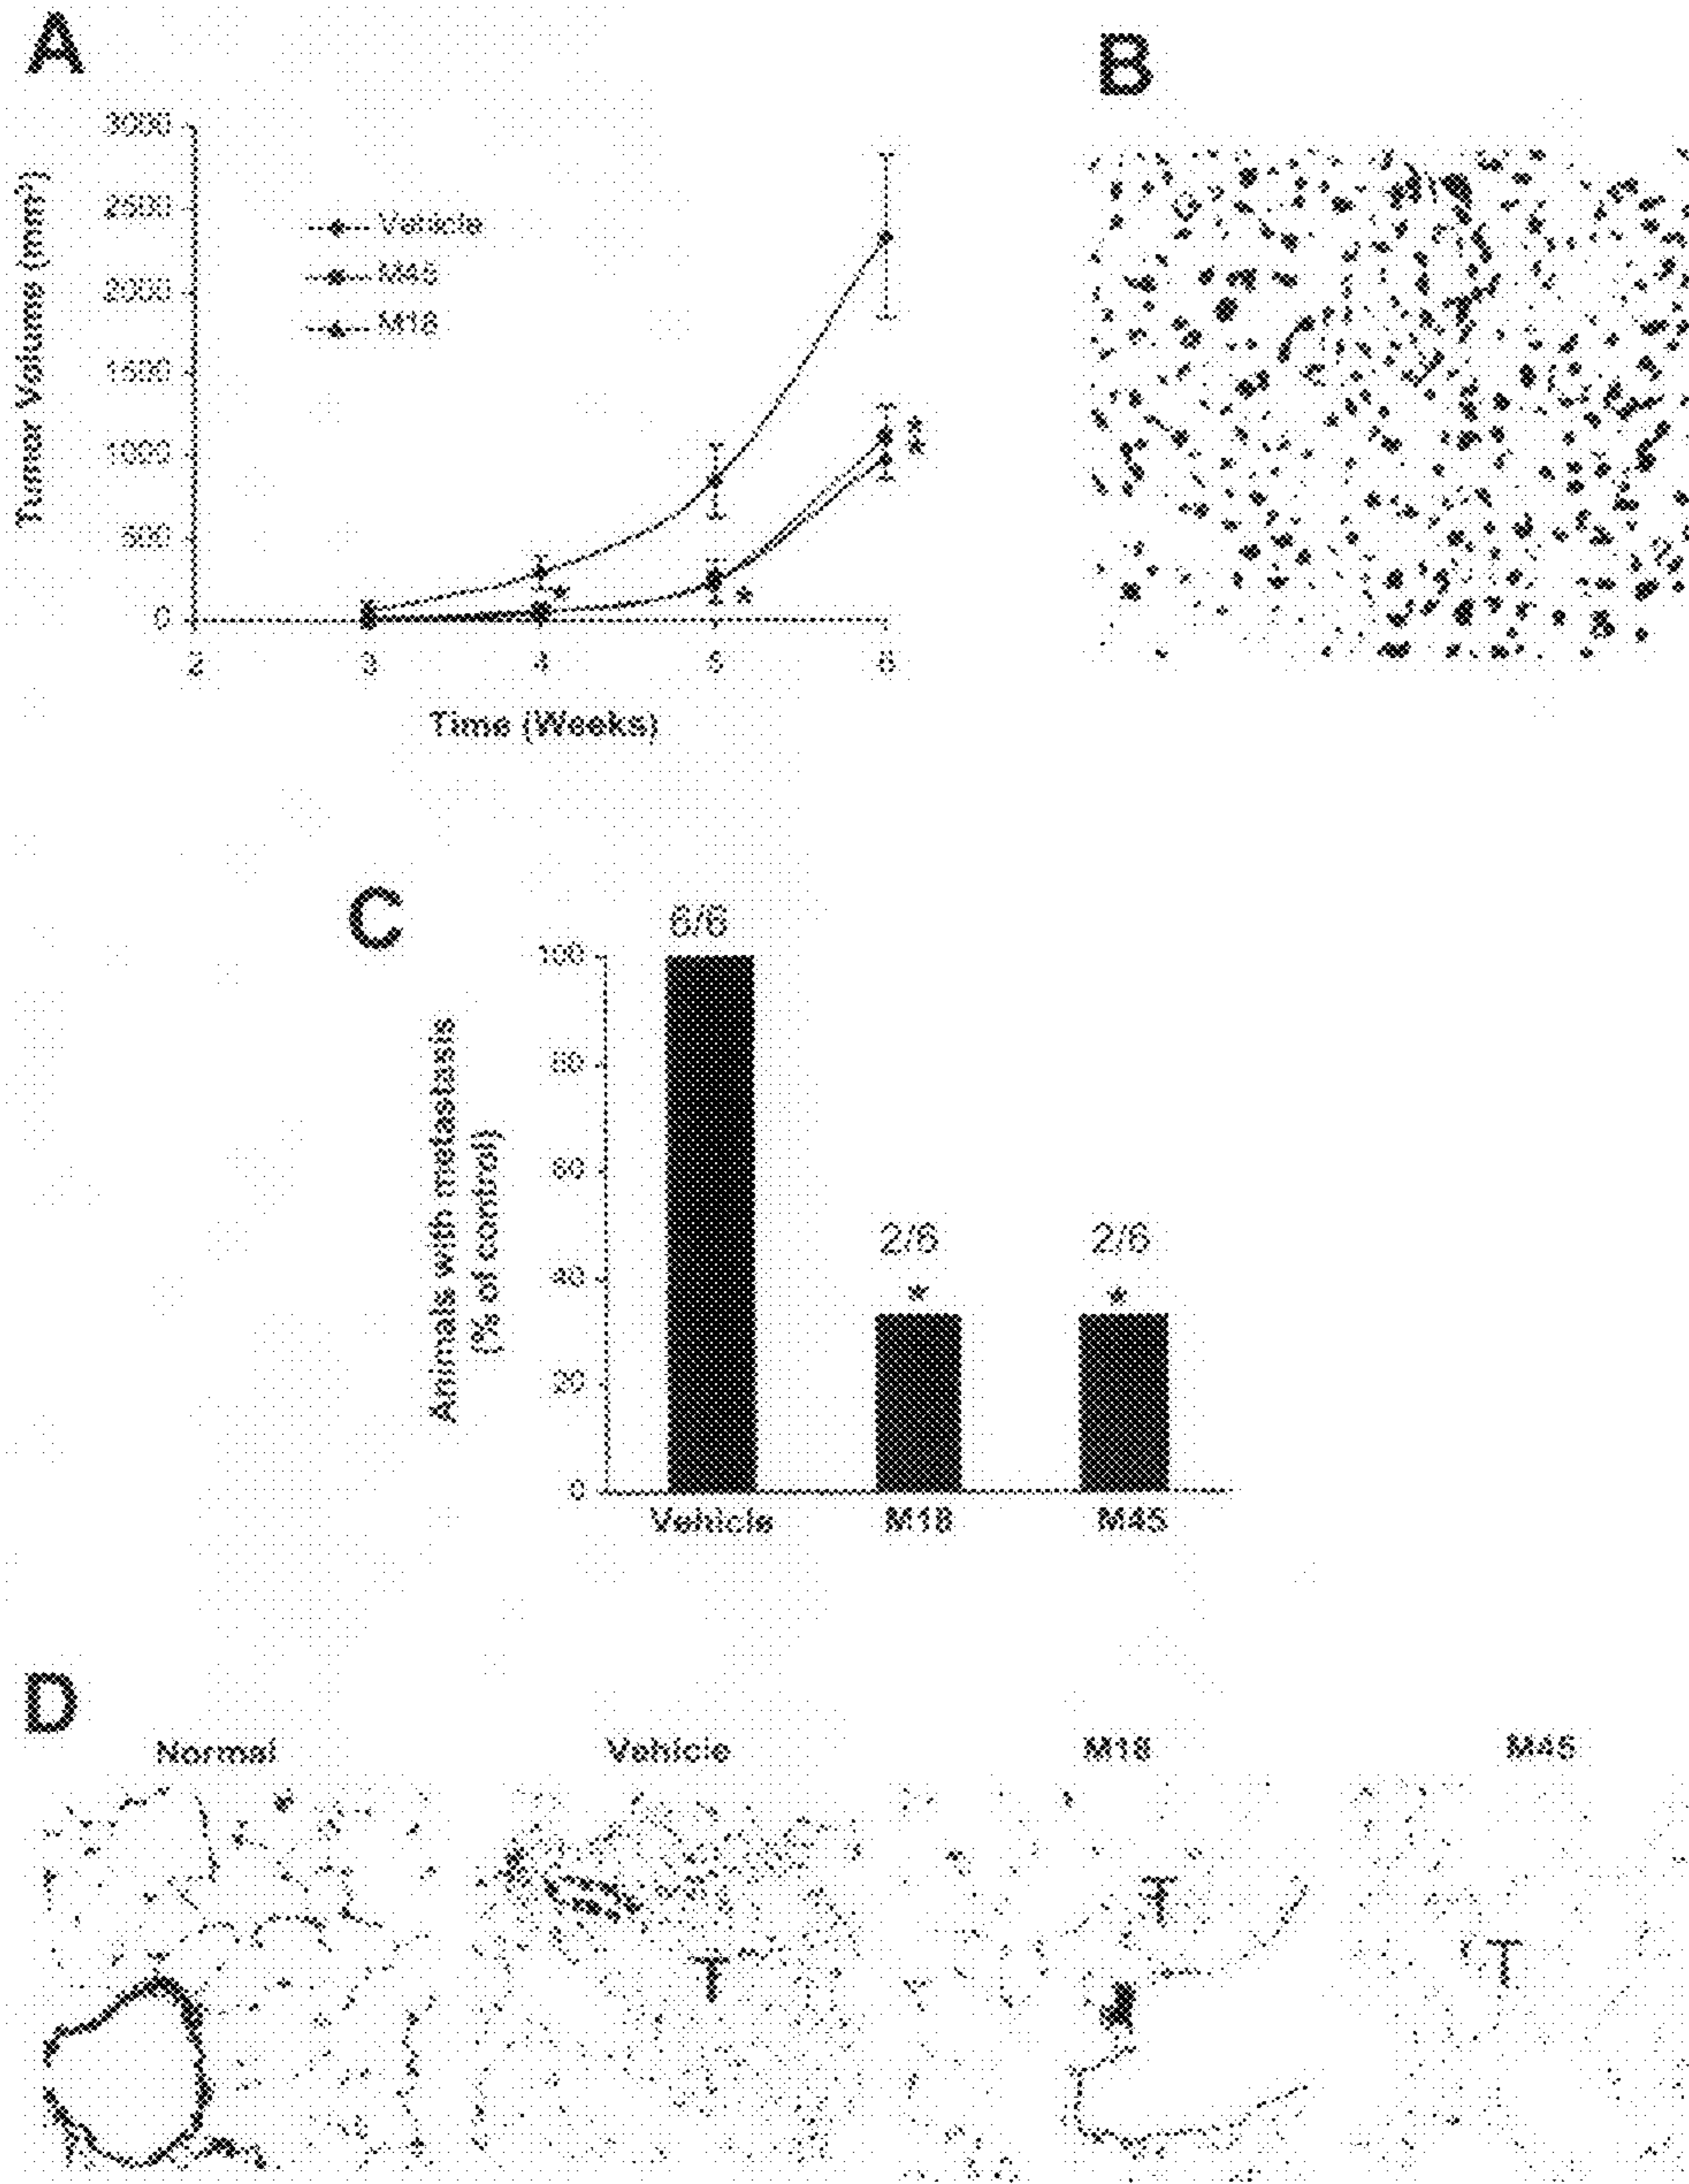 A
B
3000
2500
2000
1500
1000
500
0
Tumor Volume (mm³)
Vehicle
M45
M18
*
*
*
*
2
3
4
5
6
Time (Weeks)
C
6/6
100
80
60
40
20
0
Animals with metastasis
(% of control)
2/6
*
2/6
*
Vehicle
M18
M45
D
Normal
Vehicle
M18
M45
T
T
T